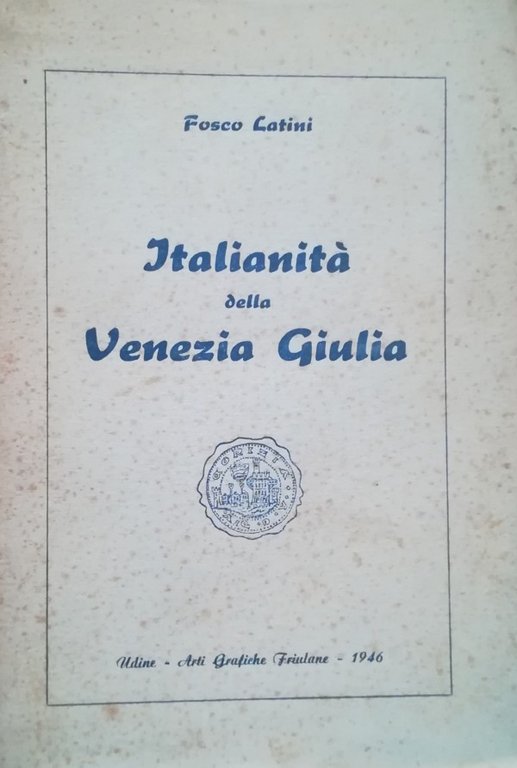 Fosco Latini
Italianità
della
Venezia Giulia
Udine - Arti Grafiche Friulane - 1946